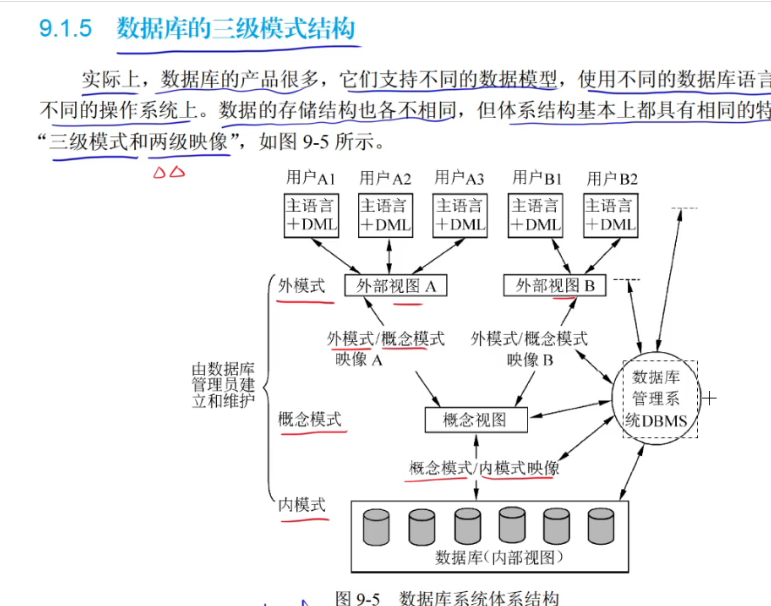 9.1.5 数据库的三级模式结构
实际上，数据库的产品很多，它们支持不同的数据模型，使用不同的数据库语言
不同的操作系统上。数据的存储结构也各不相同，但体系结构基本上都具有相同的特
“三级模式和两级映像”，如图 9-5 所示。
用户A1 用户A2 用户A3 用户B1 用户B2
主语言 主语言 主语言 主语言 主语言
＋DML ＋DML ＋DML ＋DML ＋DML
外模式 外部视图 A 外部视图 B
外模式/概念模式 外模式/概念模式
映像 A 映像 B
由数据库
管理员建
立和维护
数据库
管理系
统DBMS
概念模式 概念视图
概念模式/内模式映像
内模式
数据库(内部视图)
图 9-5 数据库系统体系结构